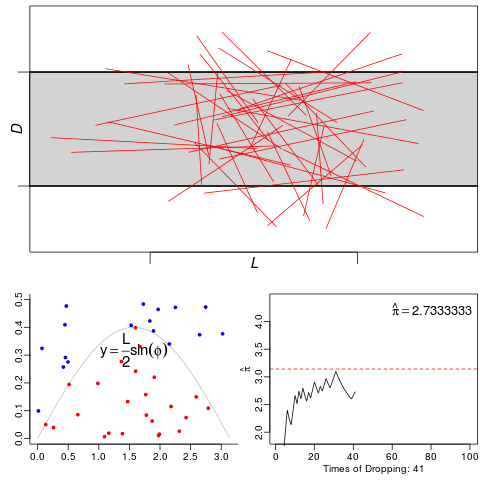 D
L
0.0 0.1 0.2 0.3 0.4 0.5
y = L/2 sin(ϕ)
0.0 0.5 1.0 1.5 2.0 2.5 3.0
π̂ = 2.7333333
π̂
2.0 2.5 3.0 3.5 4.0
0 20 40 60 80 100
Times of Dropping: 41